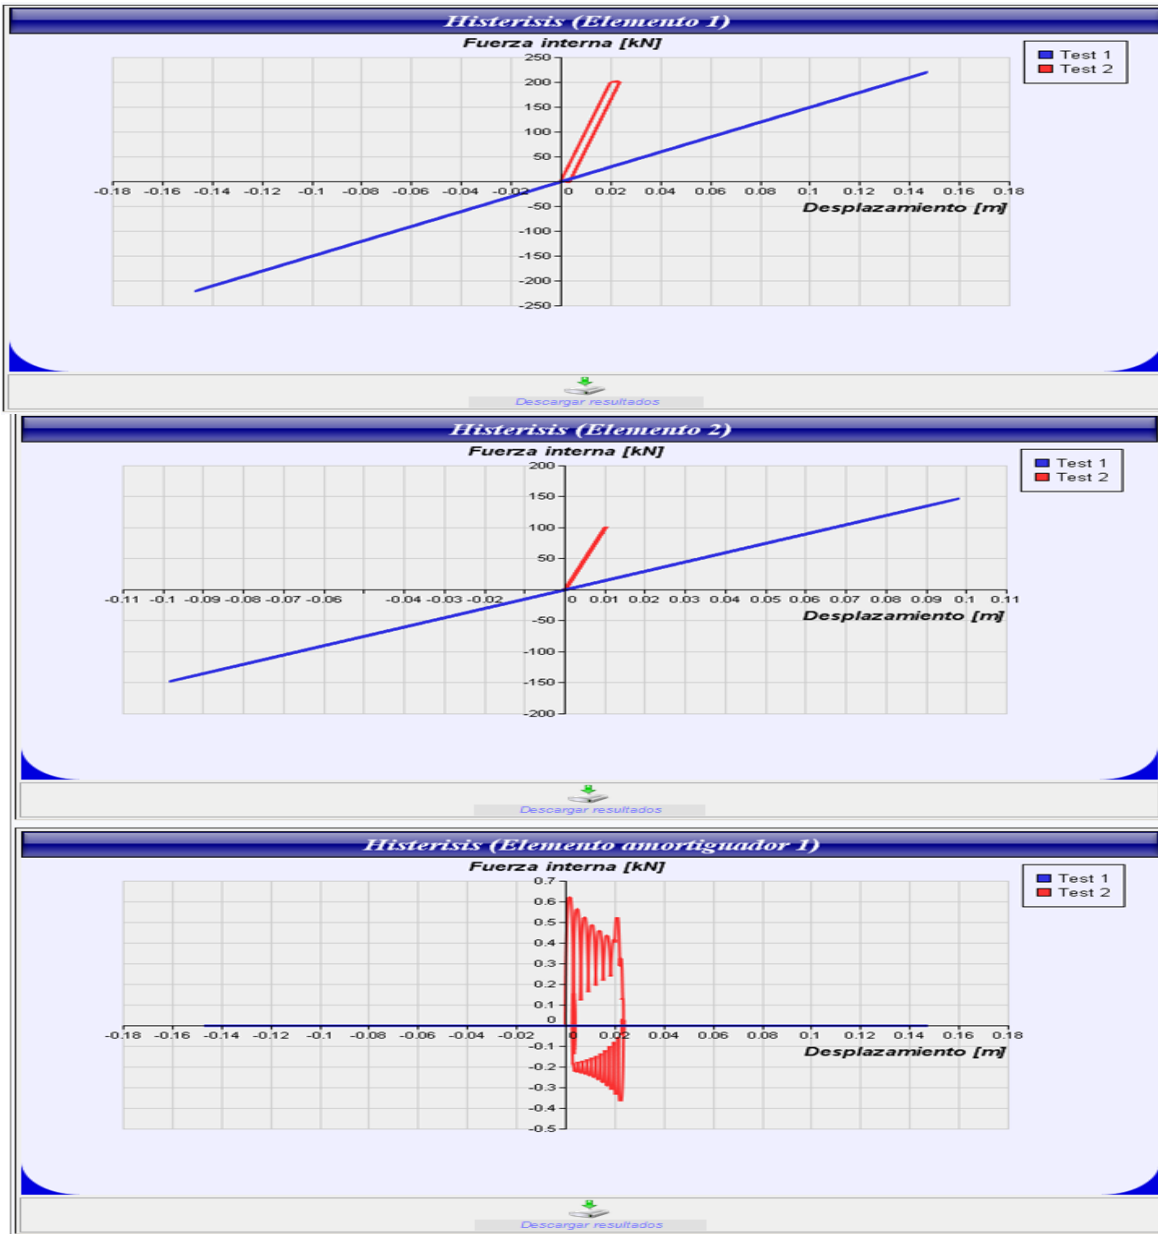 Histerisis (Elemento 1)
Fuerza interna [kN]
Test 1
Test 2
250
200
150
100
50
-0.18 -0.16 -0.14 -0.12 -0.1 -0.08 -0.06 -0.04 -0.02 0 0.02 0.04 0.06 0.08 0.1 0.12 0.14 0.16 0.18
Desplazamiento [m]
-50
-100
-150
-200
-250
Descargar resultados
Histerisis (Elemento 2)
Fuerza interna [kN]
Test 1
Test 2
200
150
100
50
-0.11 -0.1 -0.09 -0.08 -0.07 -0.06 -0.04 -0.03 -0.02 0 0.01 0.02 0.03 0.04 0.05 0.06 0.07 0.08 0.09 0.1 0.11
Desplazamiento [m]
-50
-100
-150
-200
Descargar resultados
Histerisis (Elemento amortiguador 1)
Fuerza interna [kN]
Test 1
Test 2
0.7
0.6
0.5
0.4
0.3
0.2
0.1
0
-0.18 -0.16 -0.14 -0.12 -0.1 -0.08 -0.06 -0.04 -0.02 0 0.02 0.04 0.06 0.08 0.1 0.12 0.14 0.16 0.18
Desplazamiento [m]
-0.1
-0.2
-0.3
-0.4
-0.5
Descargar resultados